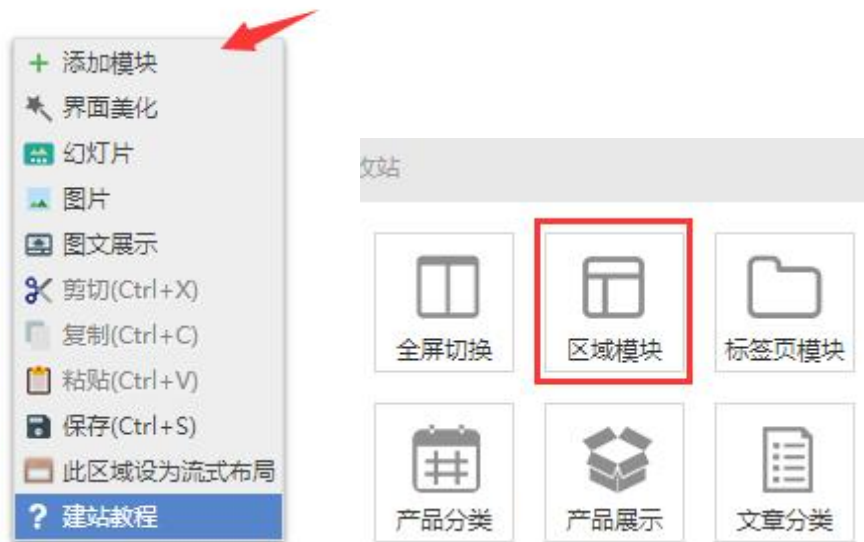 添加模块
界面美化
幻灯片
图片
图文展示
剪切(Ctrl+X)
复制(Ctrl+C)
粘贴(Ctrl+V)
保存(Ctrl+S)
此区域设为流式布局
? 建站教程
站
全屏切换 区域模块 标签页模块
产品分类 产品展示 文章分类